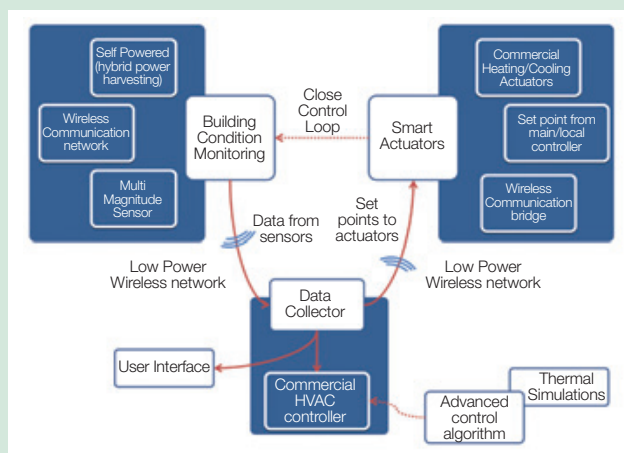 Self Powered
(hybrid power
harvesting)
Wireless
Communication
network
Multi
Magnitude
Sensor
Building
Condition
Monitoring
Close
Control
Loop
Smart
Actuators
Commercial
Heating/Cooling
Actuators
Set point from
main/local
controller
Wireless
Communication
bridge
Data from
sensors
Set
points to
actuators
Low Power
Wireless network
Low Power
Wireless network
Data
Collector
User Interface
Commercial
HVAC
controller
Advanced
control
algorithm
Thermal
Simulations